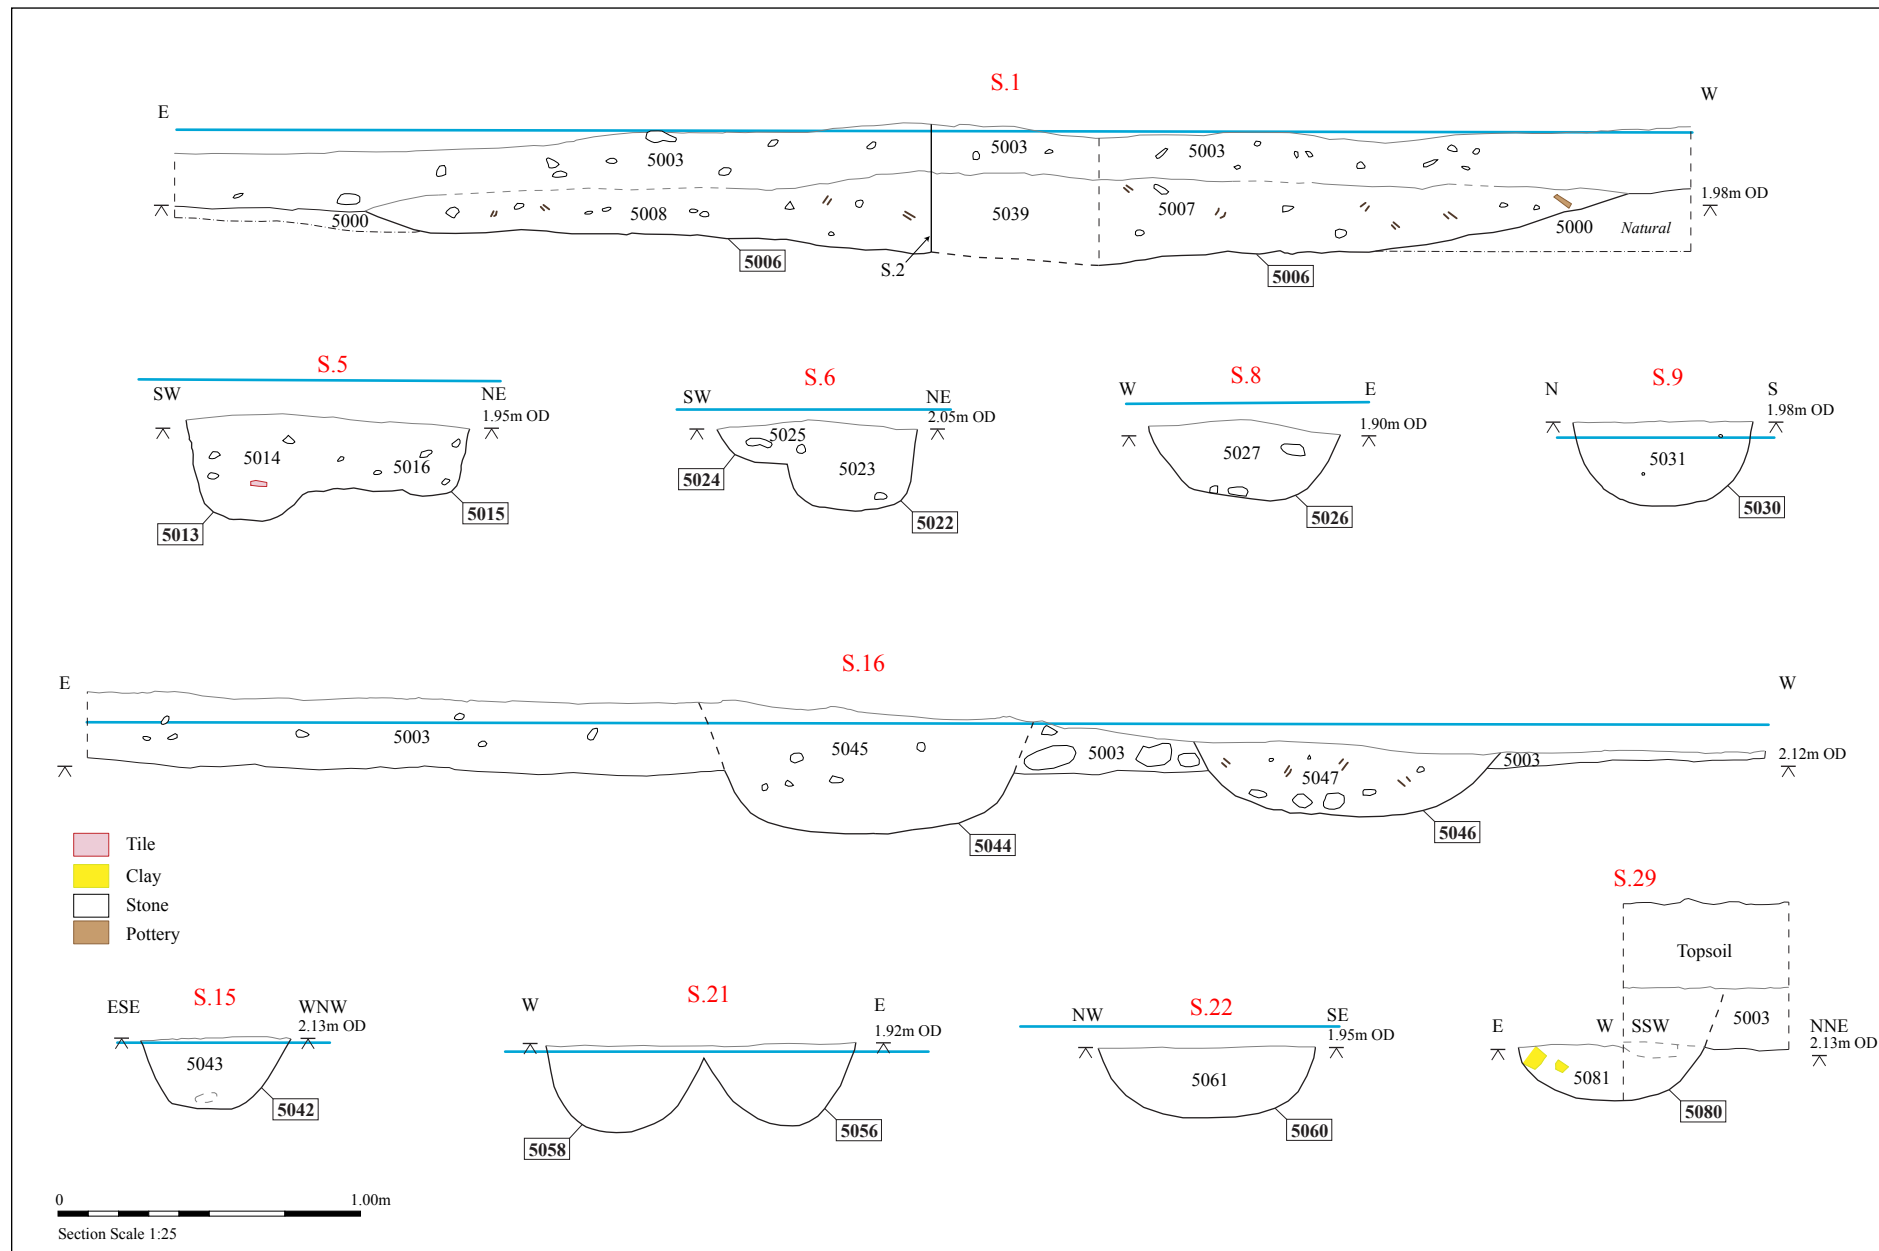 S.1
E
W
5003
5003
5003
5000
5008
5039
5007
5000
Natural
1.98m OD
5006
S.2
5006
S.5
SW
NE
1.95m OD
5014
5016
5013
5015
S.6
SW
NE
2.05m OD
5025
5023
5024
5022
S.8
W
E
1.90m OD
5027
5026
S.9
N
S
1.98m OD
5031
5030
S.16
E
W
5003
5045
5003
5047
5003
2.12m OD
5044
5046
Tile
Clay
Stone
Pottery
S.15
ESE
WNW
2.13m OD
5043
5042
S.21
W
E
1.92m OD
5058
5056
S.22
NW
SE
1.95m OD
5061
5060
S.29
Topsoil
5003
E
W
SSW
NNE
2.13m OD
5081
5080
0
1.00m
Section Scale 1:25